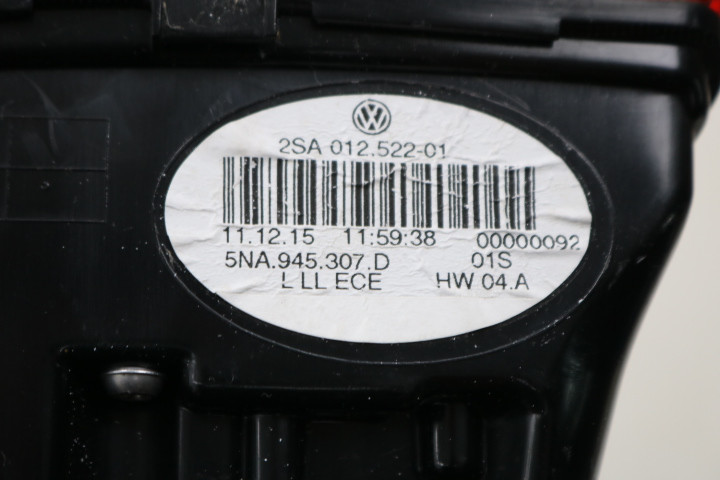 2SA 012.522-01
11.12.15 11:59:38 00000092
5NA.945.307.D 01S
L LL ECE HW 04.A